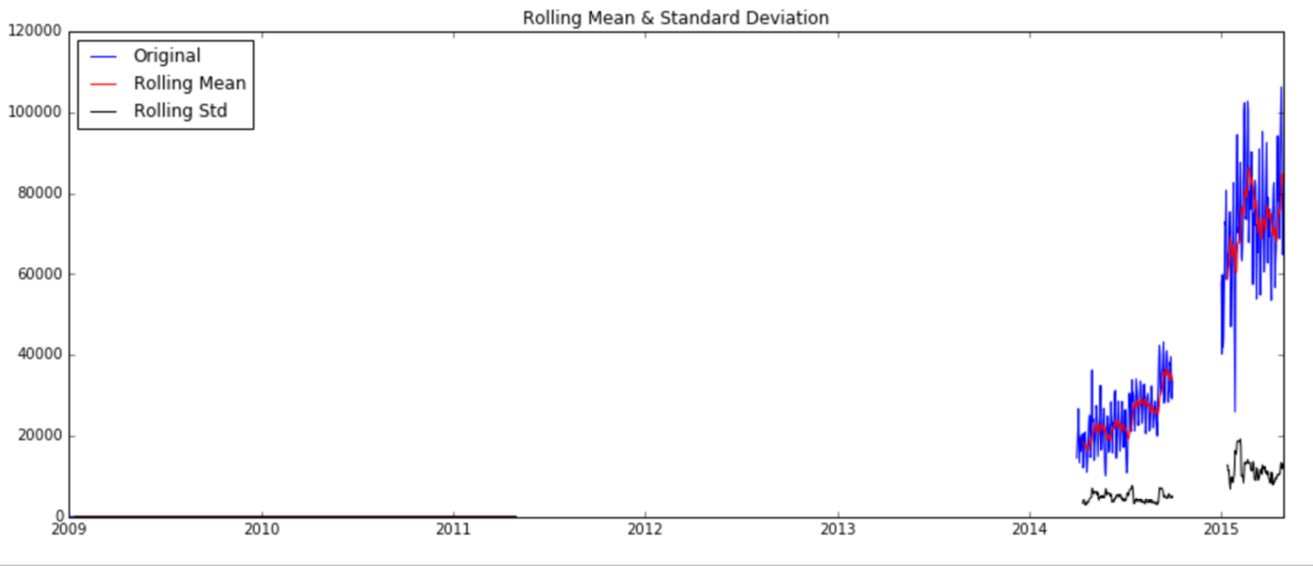 Rolling Mean & Standard Deviation
120000
Original
Rolling Mean
Rolling Std
100000
80000
60000
40000
20000
0
2009 2010 2011 2012 2013 2014 2015